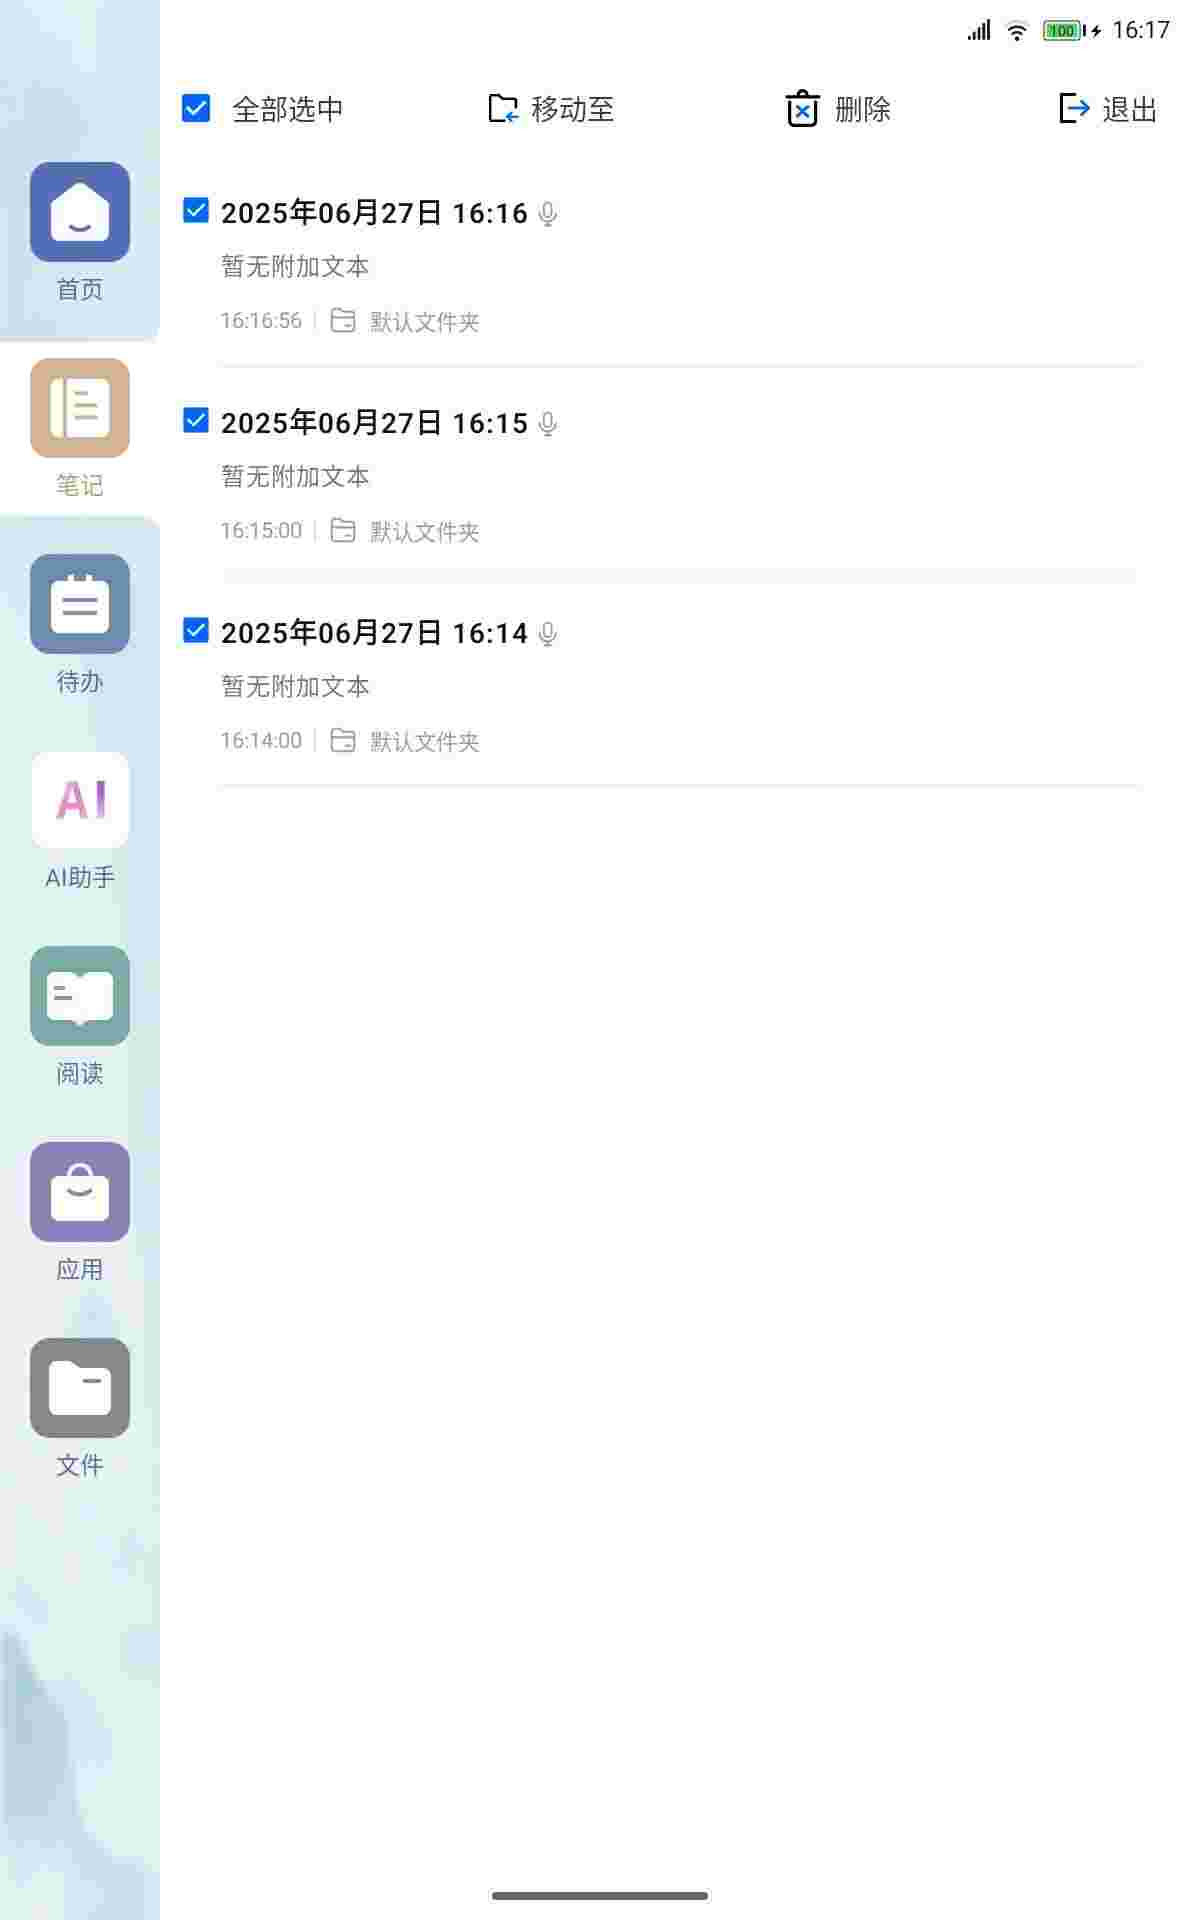 100 16:17
全部选中 移动至 删除 退出
首页
笔记
待办
AI
AI助手
阅读
应用
文件
2025年06月27日 16:16
暂无附加文本
16:16:56 默认文件夹
2025年06月27日 16:15
暂无附加文本
16:15:00 默认文件夹
2025年06月27日 16:14
暂无附加文本
16:14:00 默认文件夹